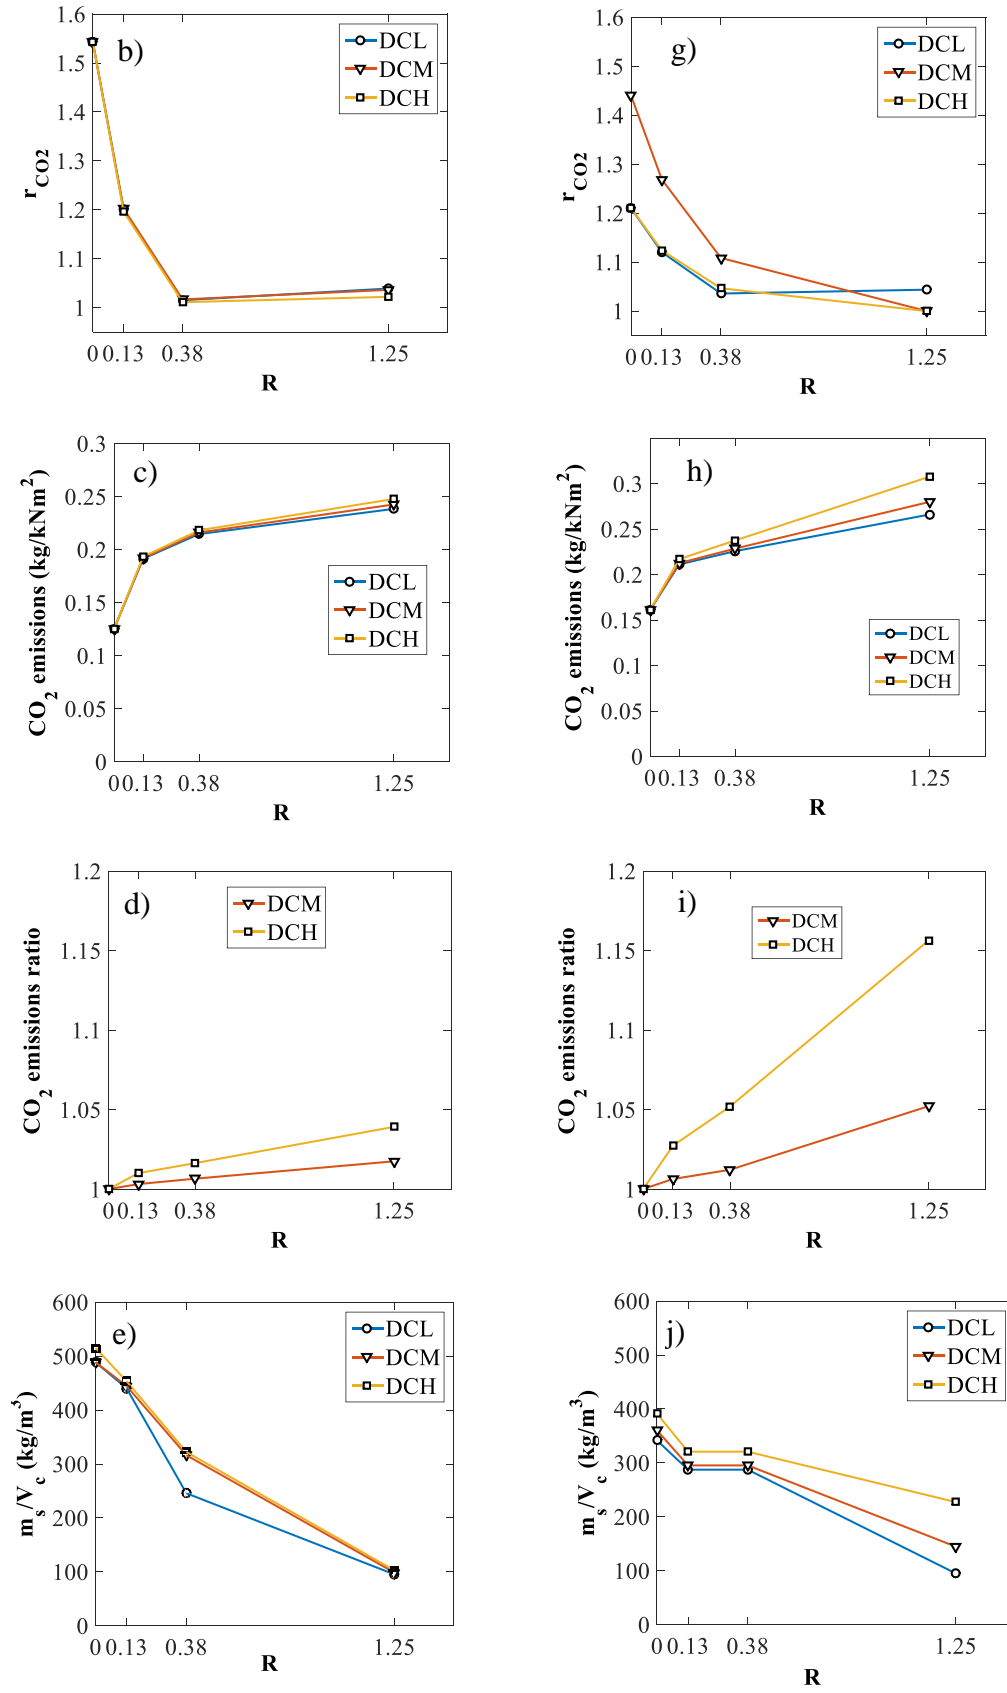 b)
1.6
1.5
1.4
1.3
1.2
1.1
1
r_CO2
DCL
DCM
DCH
0 0.13 0.38 1.25
R
g)
1.6
1.5
1.4
1.3
1.2
1.1
1
r_CO2
DCL
DCM
DCH
0 0.13 0.38 1.25
R
c)
0.3
0.25
0.2
0.15
0.1
0.05
0
CO₂ emissions (kg/kNm²)
DCL
DCM
DCH
0 0.13 0.38 1.25
R
h)
0.3
0.25
0.2
0.15
0.1
0.05
0
CO₂ emissions (kg/kNm²)
DCL
DCM
DCH
0 0.13 0.38 1.25
R
d)
1.2
1.15
1.1
1.05
1
CO₂ emissions ratio
DCM
DCH
0 0.13 0.38 1.25
R
i)
1.2
1.15
1.1
1.05
1
CO₂ emissions ratio
DCM
DCH
0 0.13 0.38 1.25
R
e)
600
500
400
300
200
100
0
m_s/V_c (kg/m³)
DCL
DCM
DCH
0 0.13 0.38 1.25
R
j)
600
500
400
300
200
100
0
m_s/V_c (kg/m³)
DCL
DCM
DCH
0 0.13 0.38 1.25
R